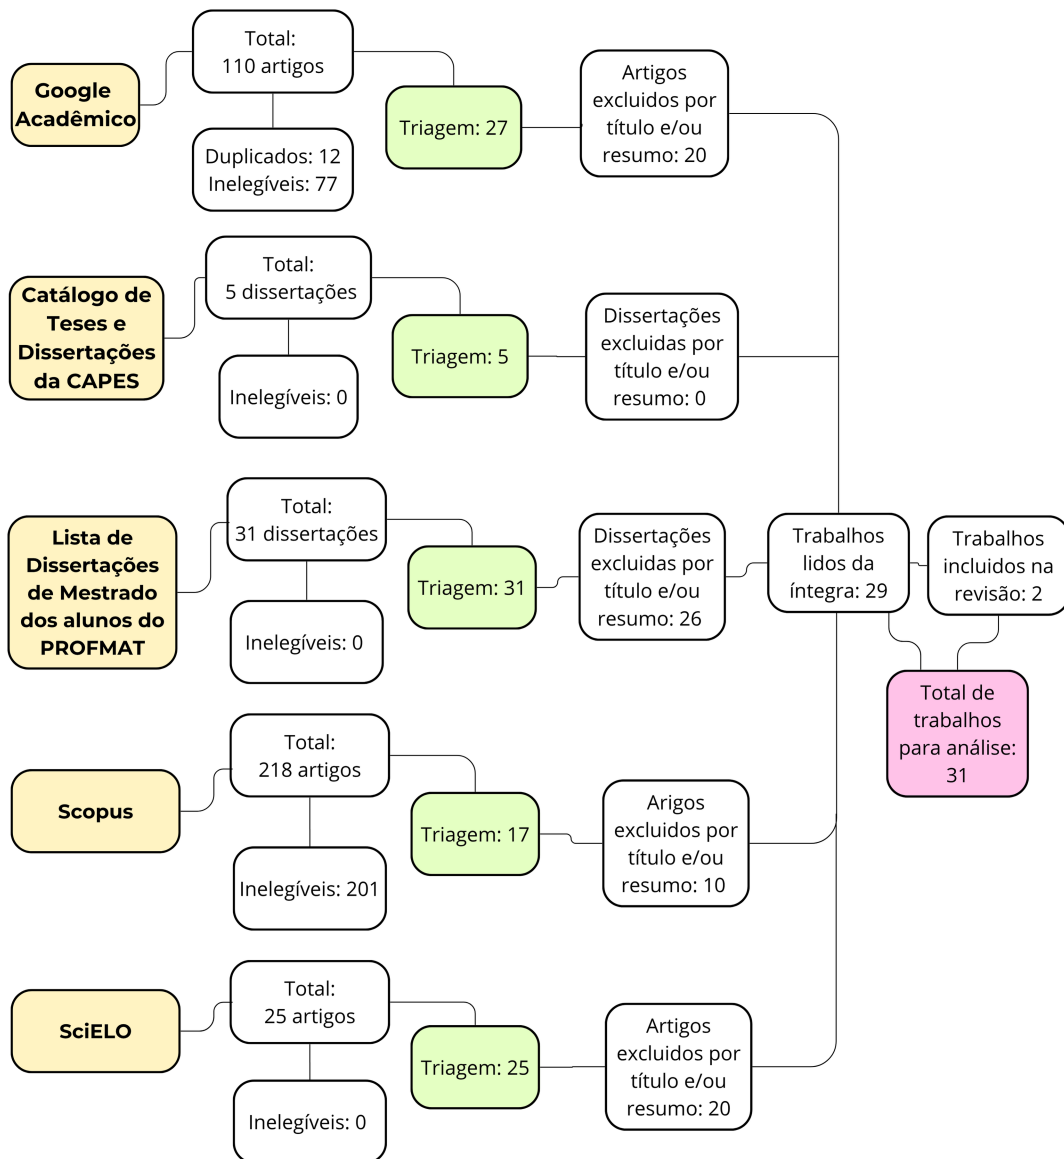 Google
Acadêmico
Total:
110 artigos
Duplicados: 12
Inelegíveis: 77
Triagem: 27
Artigos
excluidos por
título e/ou
resumo: 20
Catálogo de
Teses e
Dissertações
da CAPES
Total:
5 dissertações
Inelegíveis: 0
Triagem: 5
Dissertações
excluidas por
título e/ou
resumo: 0
Lista de
Dissertações
de Mestrado
dos alunos do
PROFMAT
Total:
31 dissertações
Inelegíveis: 0
Triagem: 31
Dissertações
excluidas por
título e/ou
resumo: 26
Trabalhos
lidos da
íntegra: 29
Trabalhos
incluidos na
revisão: 2
Total de
trabalhos
para análise:
31
Scopus
Total:
218 artigos
Inelegíveis: 201
Triagem: 17
Arigos
excluidos por
título e/ou
resumo: 10
SciELO
Total:
25 artigos
Inelegíveis: 0
Triagem: 25
Artigos
excluidos por
título e/ou
resumo: 20